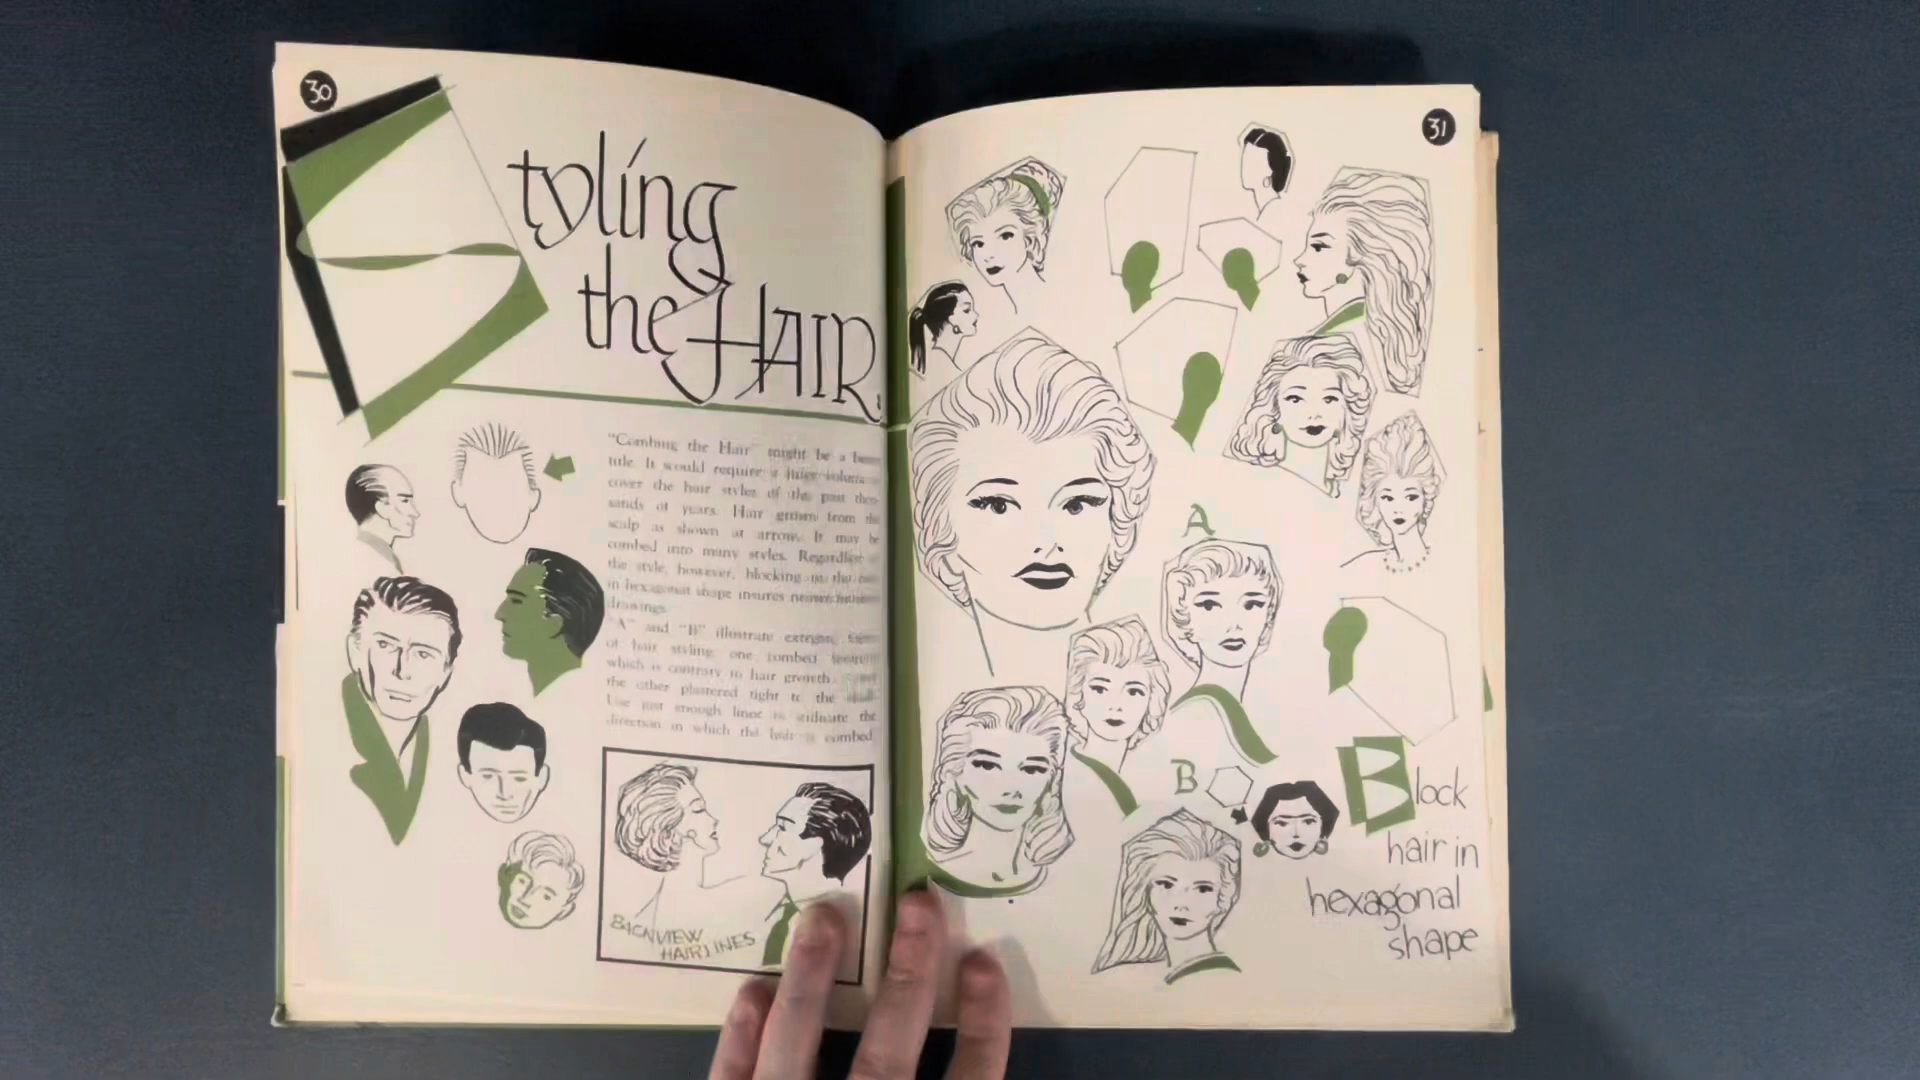 30
Styling
the HAIR
"Combing the Hair" might be a
title. It would require a huge volume
cover the hair styles of the past thou-
sands of years. Hair grows from the
scalp as shown at arrow. It may be
combed into many styles. Regardless
the style, however, blocking in the
in hexagonal shape insures
drawings.
"A" and "B" illustrate extreme
of hair styling one combed
which is contrary to hair growth
the other plastered tight to the skull
Use just enough lines to indicate the
direction in which the hair is combed
BACKVIEW
HAIRLINES
31
A
B
Block
hair in
hexagonal
shape